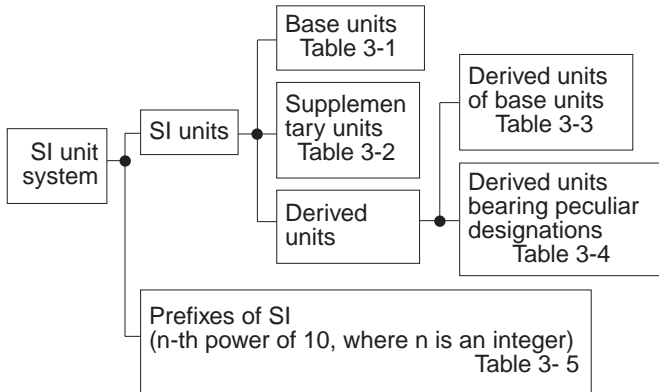 SI unit
system
SI units
Base units
Table 3-1
Supplemen
tary units
Table 3-2
Derived
units
Derived units
of base units
Table 3-3
Derived units
bearing peculiar
designations
Table 3-4
Prefixes of SI
(n-th power of 10, where n is an integer)
Table 3- 5